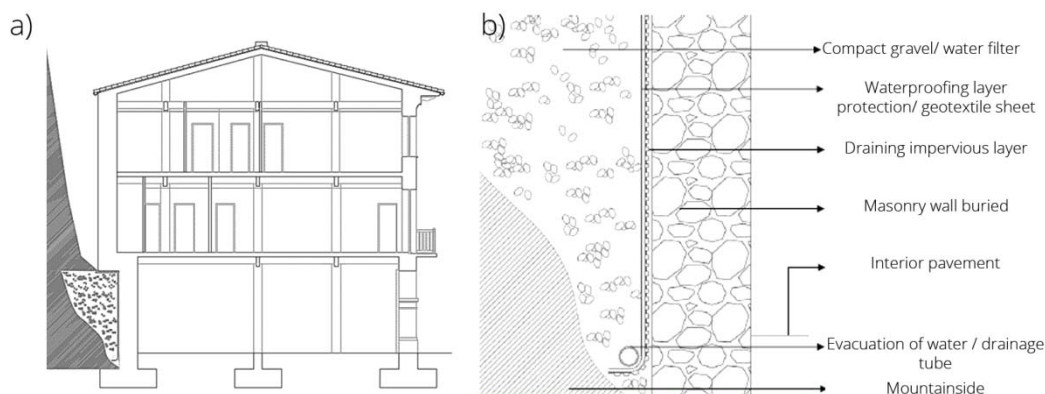 a)
b)
Compact gravel/ water filter
Waterproofing layer
protection/ geotextile sheet
Draining impervious layer
Masonry wall buried
Interior pavement
Evacuation of water / drainage
tube
Mountainside